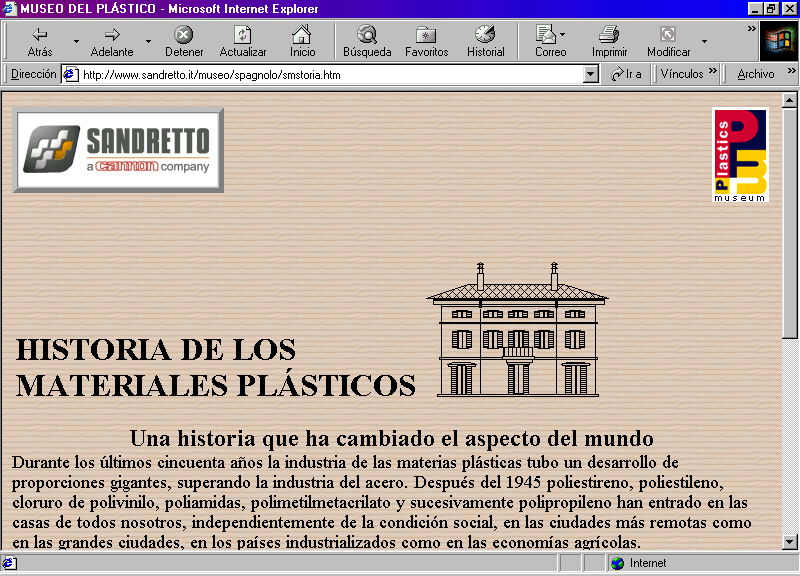 MUSEO DEL PLÁSTICO - Microsoft Internet Explorer
Atrás Adelante Detener Actualizar Inicio Búsqueda Favoritos Historial Correo Imprimir Modificar »
Dirección http://www.sandretto.it/museo/spagnolo/smstoria.htm Ir a Vínculos » Archivo »
SANDRETTO
a cannon company
Plastics
PM
museum
HISTORIA DE LOS
MATERIALES PLÁSTICOS
Una historia que ha cambiado el aspecto del mundo
Durante los últimos cincuenta años la industria de las materias plásticas tubo un desarrollo de
proporciones gigantes, superando la industria del acero. Después del 1945 poliestireno, poliestileno,
cloruro de polivinilo, poliamidas, polimetilmetacrilato y sucesivamente polipropileno han entrado en las
casas de todos nosotros, independientemente de la condición social, en las ciudades más remotas como
en las grandes ciudades, en los países industrializados como en las economías agrícolas.
Internet